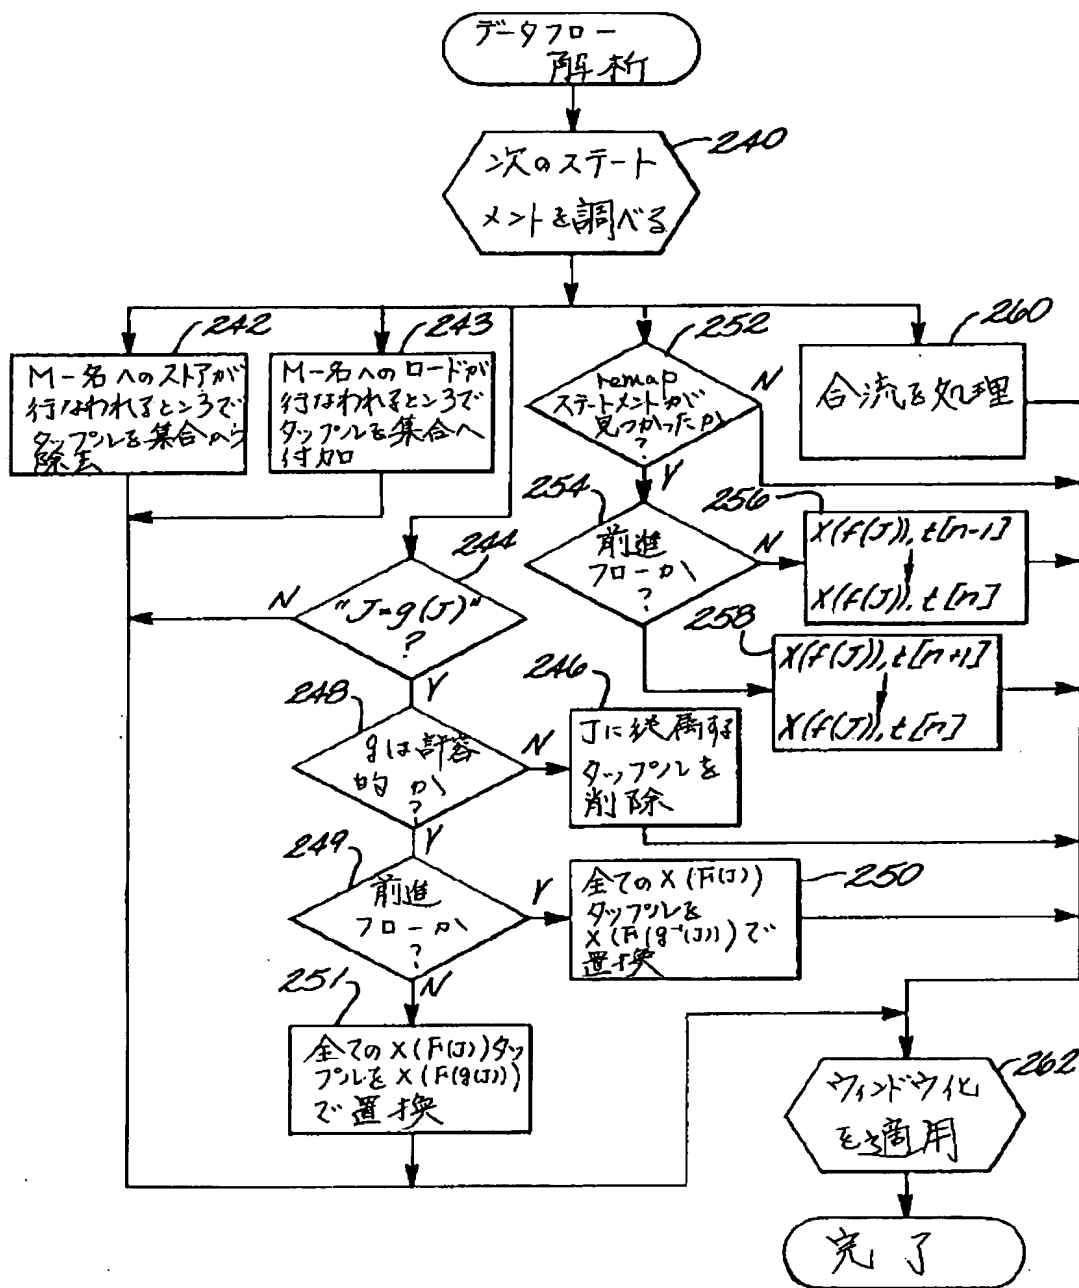 データフロー
解析
240
次のステート
メントを調べる
242
M-名へのストアが
行なわれるところで
タップルを集合から
除去
243
M-名へのロードが
行なわれるところで
タップルを集合へ
付加
252
remap
ステートメントが
見つかったか
?
N
Y
260
合流を処理
254
前進
フローか
?
N
256
X(f(J)), t[n-1]
X(f(J)), t[n]
258
X(f(J)), t[n+1]
X(f(J)), t[n]
244
"J=g(J)"
?
N
Y
248
gは許容
的か
?
N
Y
246
Jに従属する
タップルを
削除
249
前進
フローか
?
Y
N
250
全てのX(F(J))
タップルを
X(F(g⁻¹(J)))で
置換
251
全てのX(F(J))タッ
プルをX(F(g(J)))
で置換
262
ウィンドウ化
を適用
完了